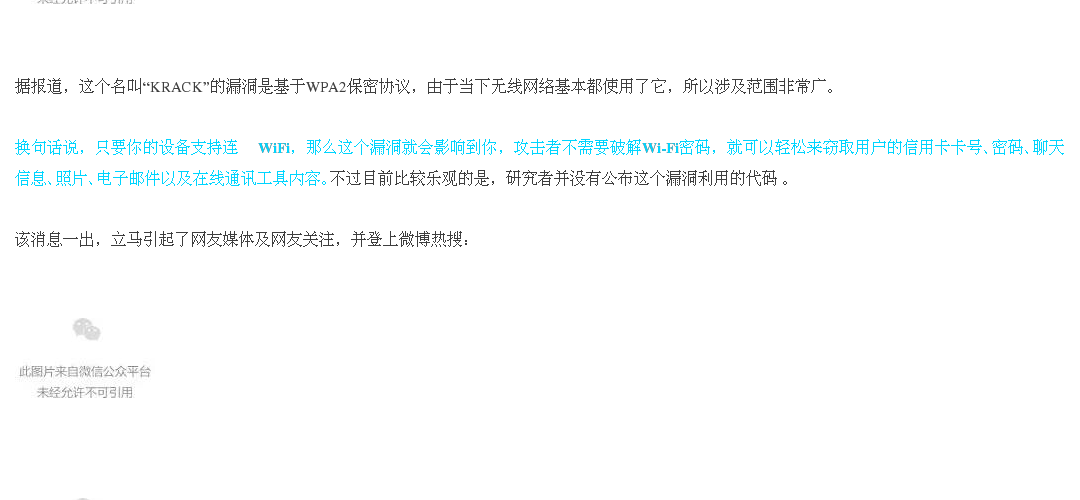 未经允许不可引用
据报道，这个名叫“KRACK”的漏洞是基于WPA2保密协议，由于当下无线网络基本都使用了它，所以涉及范围非常广。
换句话说，只要你的设备支持连 WiFi，那么这个漏洞就会影响到你，攻击者不需要破解Wi-Fi密码，就可以轻松来窃取用户的信用卡卡号、密码、聊天
信息、照片、电子邮件以及在线通讯工具内容。不过目前比较乐观的是，研究者并没有公布这个漏洞利用的代码 。
该消息一出，立马引起了网友媒体及网友关注，并登上微博热搜：
此图片来自微信公众平台
未经允许不可引用